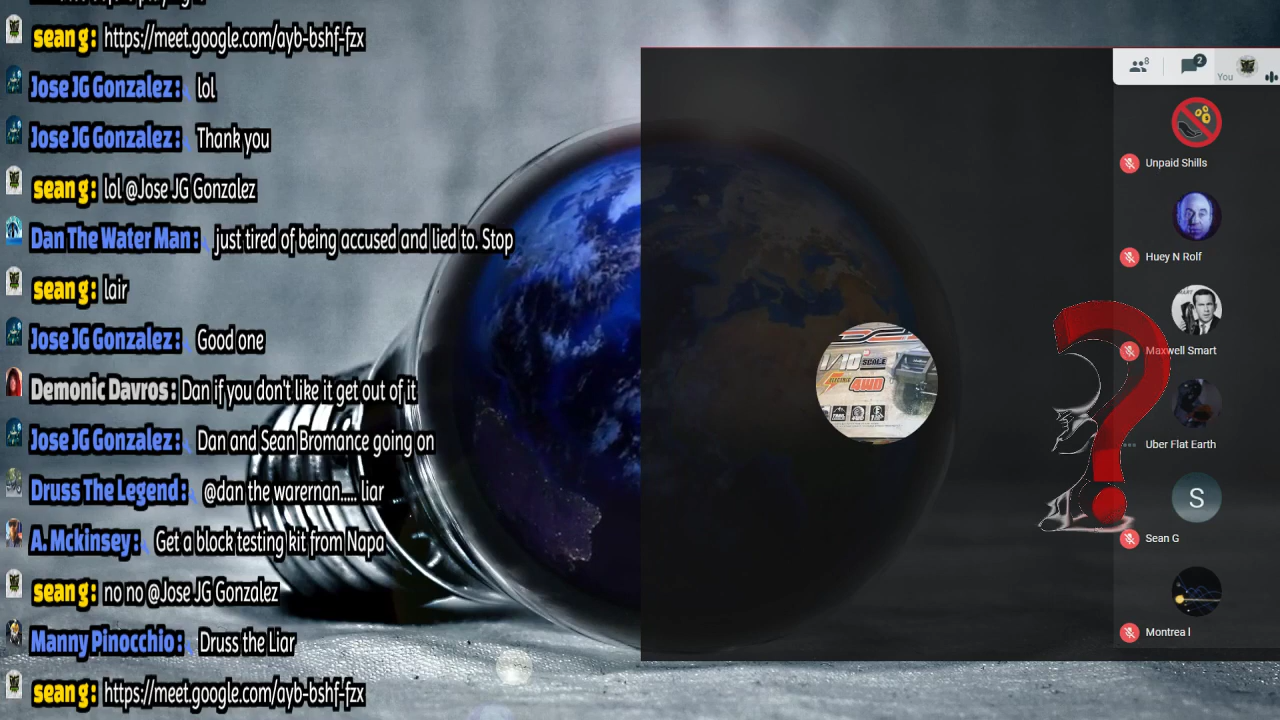 sean g: https://meet.google.com/ayb-bshf-fzx
Jose JG Gonzalez: lol
Jose JG Gonzalez: Thank you
sean g: lol @Jose JG Gonzalez
Dan The Water Man: just tired of being accused and lied to. Stop
sean g: lair
Jose JG Gonzalez: Good one
Demonic Davros: Dan if you don't like it get out of it
Jose JG Gonzalez: Dan and Sean Bromance going on
Druss The Legend: @dan the warernan..... liar
A. Mckinsey: Get a block testing kit from Napa
sean g: no no @Jose JG Gonzalez
Manny Pinocchio: Druss the Liar
sean g: https://meet.google.com/ayb-bshf-fzx
1/10 SCALE
ELECTRIC 4WD
8
2
You
Unpaid Shills
Huey N Rolf
Maxwell Smart
Uber Flat Earth
S
Sean G
Montrea l
?